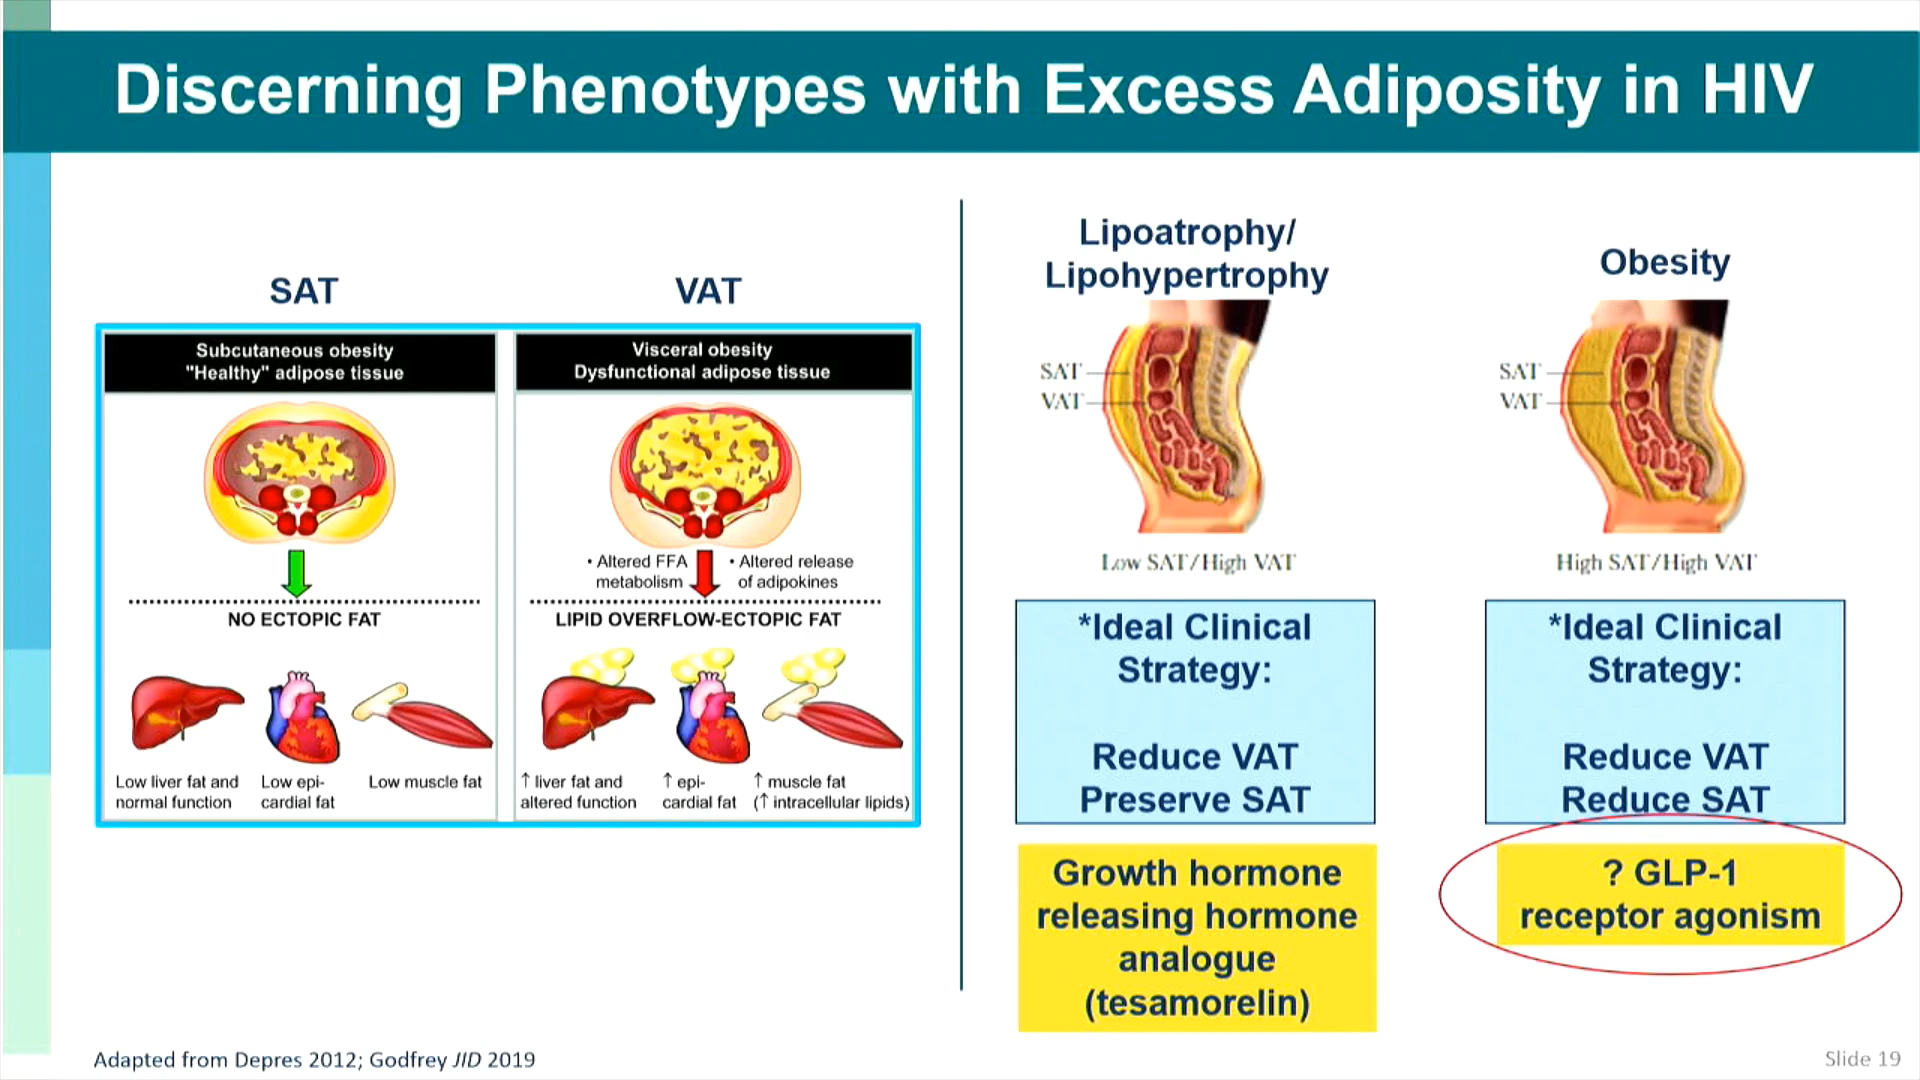 Discerning Phenotypes with Excess Adiposity in HIV
SAT
VAT
Subcutaneous obesity
"Healthy" adipose tissue
NO ECTOPIC FAT
Low liver fat and
normal function
Low epi-
cardial fat
Low muscle fat
Visceral obesity
Dysfunctional adipose tissue
• Altered FFA
metabolism
• Altered release
of adipokines
LIPID OVERFLOW-ECTOPIC FAT
↑ liver fat and
altered function
↑ epi-
cardial fat
↑ muscle fat
(↑ intracellular lipids)
Lipoatrophy/
Lipohypertrophy
SAT
VAT
Low SAT/High VAT
*Ideal Clinical
Strategy:
Reduce VAT
Preserve SAT
Growth hormone
releasing hormone
analogue
(tesamorelin)
Obesity
SAT
VAT
High SAT/High VAT
*Ideal Clinical
Strategy:
Reduce VAT
Reduce SAT
? GLP-1
receptor agonism
Adapted from Depres 2012; Godfrey JID 2019
Slide 19